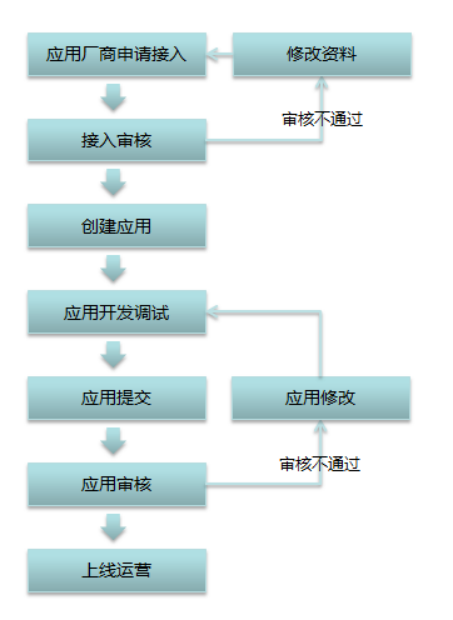 应用厂商申请接入
修改资料
审核不通过
接入审核
创建应用
应用开发调试
应用提交
应用修改
审核不通过
应用审核
上线运营